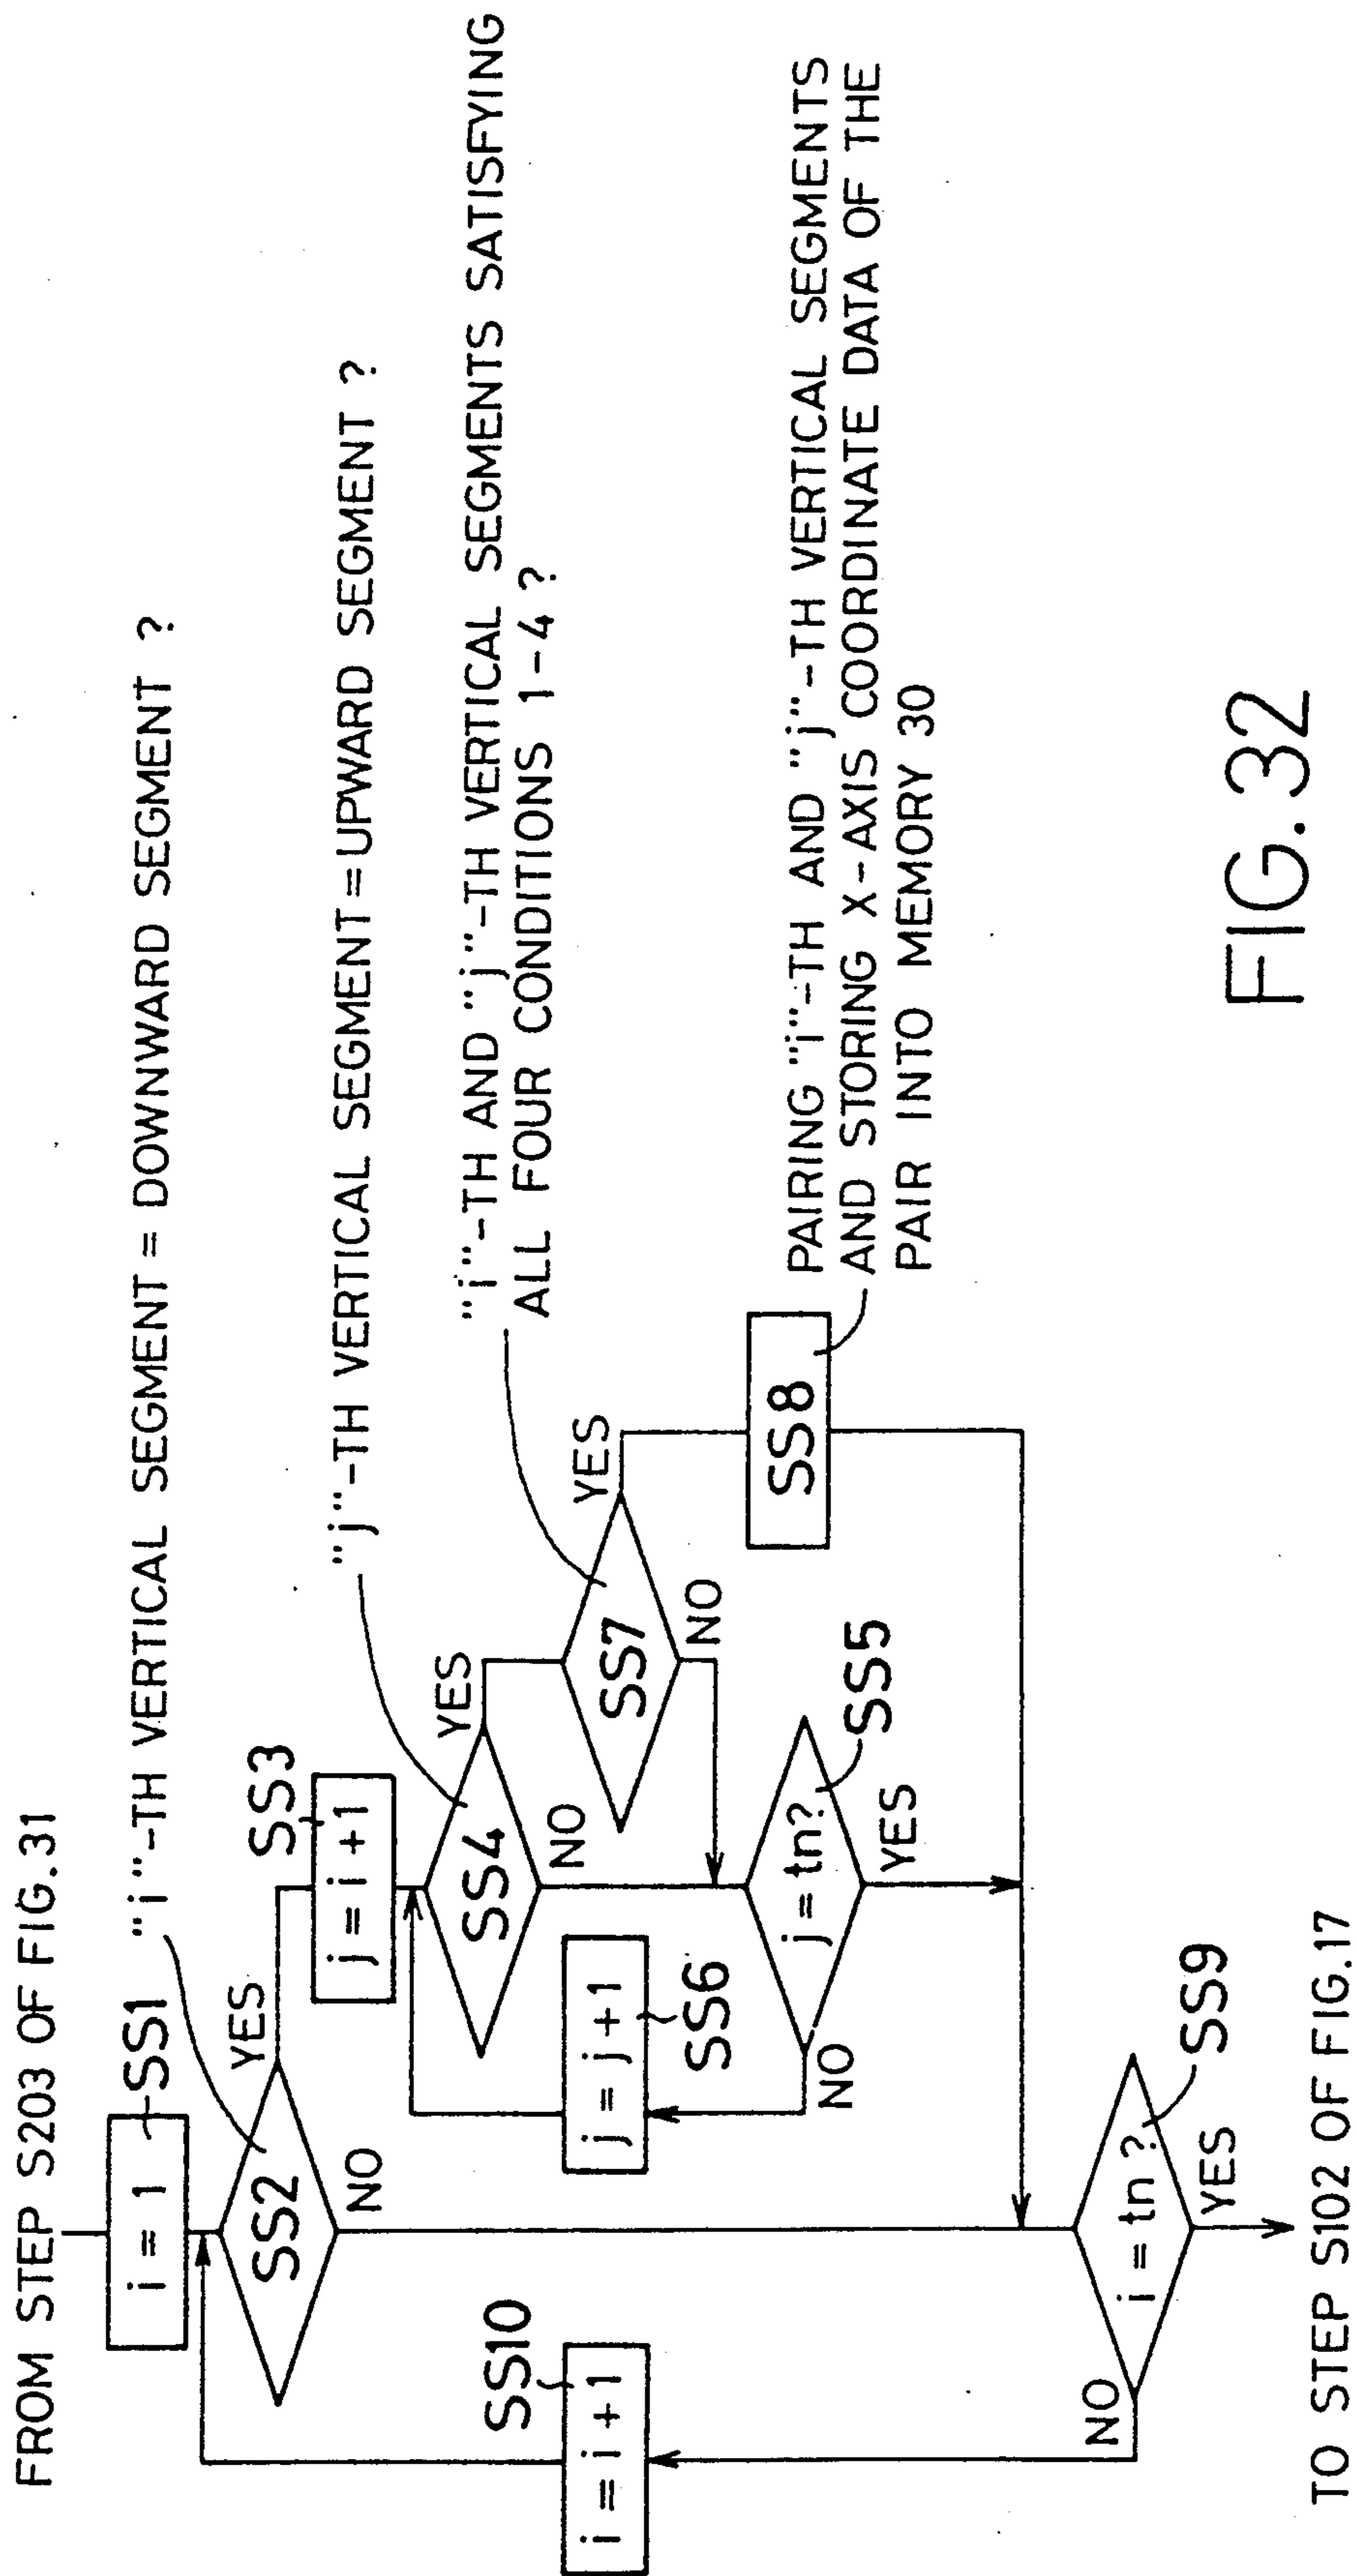 FROM STEP S203 OF FIG.31
i = 1
SS1
"i"-TH VERTICAL SEGMENT = DOWNWARD SEGMENT ?
SS2
YES
NO
SS3
j = i + 1
"j"-TH VERTICAL SEGMENT = UPWARD SEGMENT ?
SS4
YES
NO
"i"-TH AND "j"-TH VERTICAL SEGMENTS SATISFYING
ALL FOUR CONDITIONS 1-4 ?
SS7
YES
NO
SS10
i = i + 1
j = j + 1
SS6
SS8
PAIRING "i"-TH AND "j"-TH VERTICAL SEGMENTS
AND STORING X-AXIS COORDINATE DATA OF THE
PAIR INTO MEMORY 30
j = tn?
SS5
NO
YES
i = tn ?
SS9
NO
YES
TO STEP S102 OF FIG.17
FIG. 32